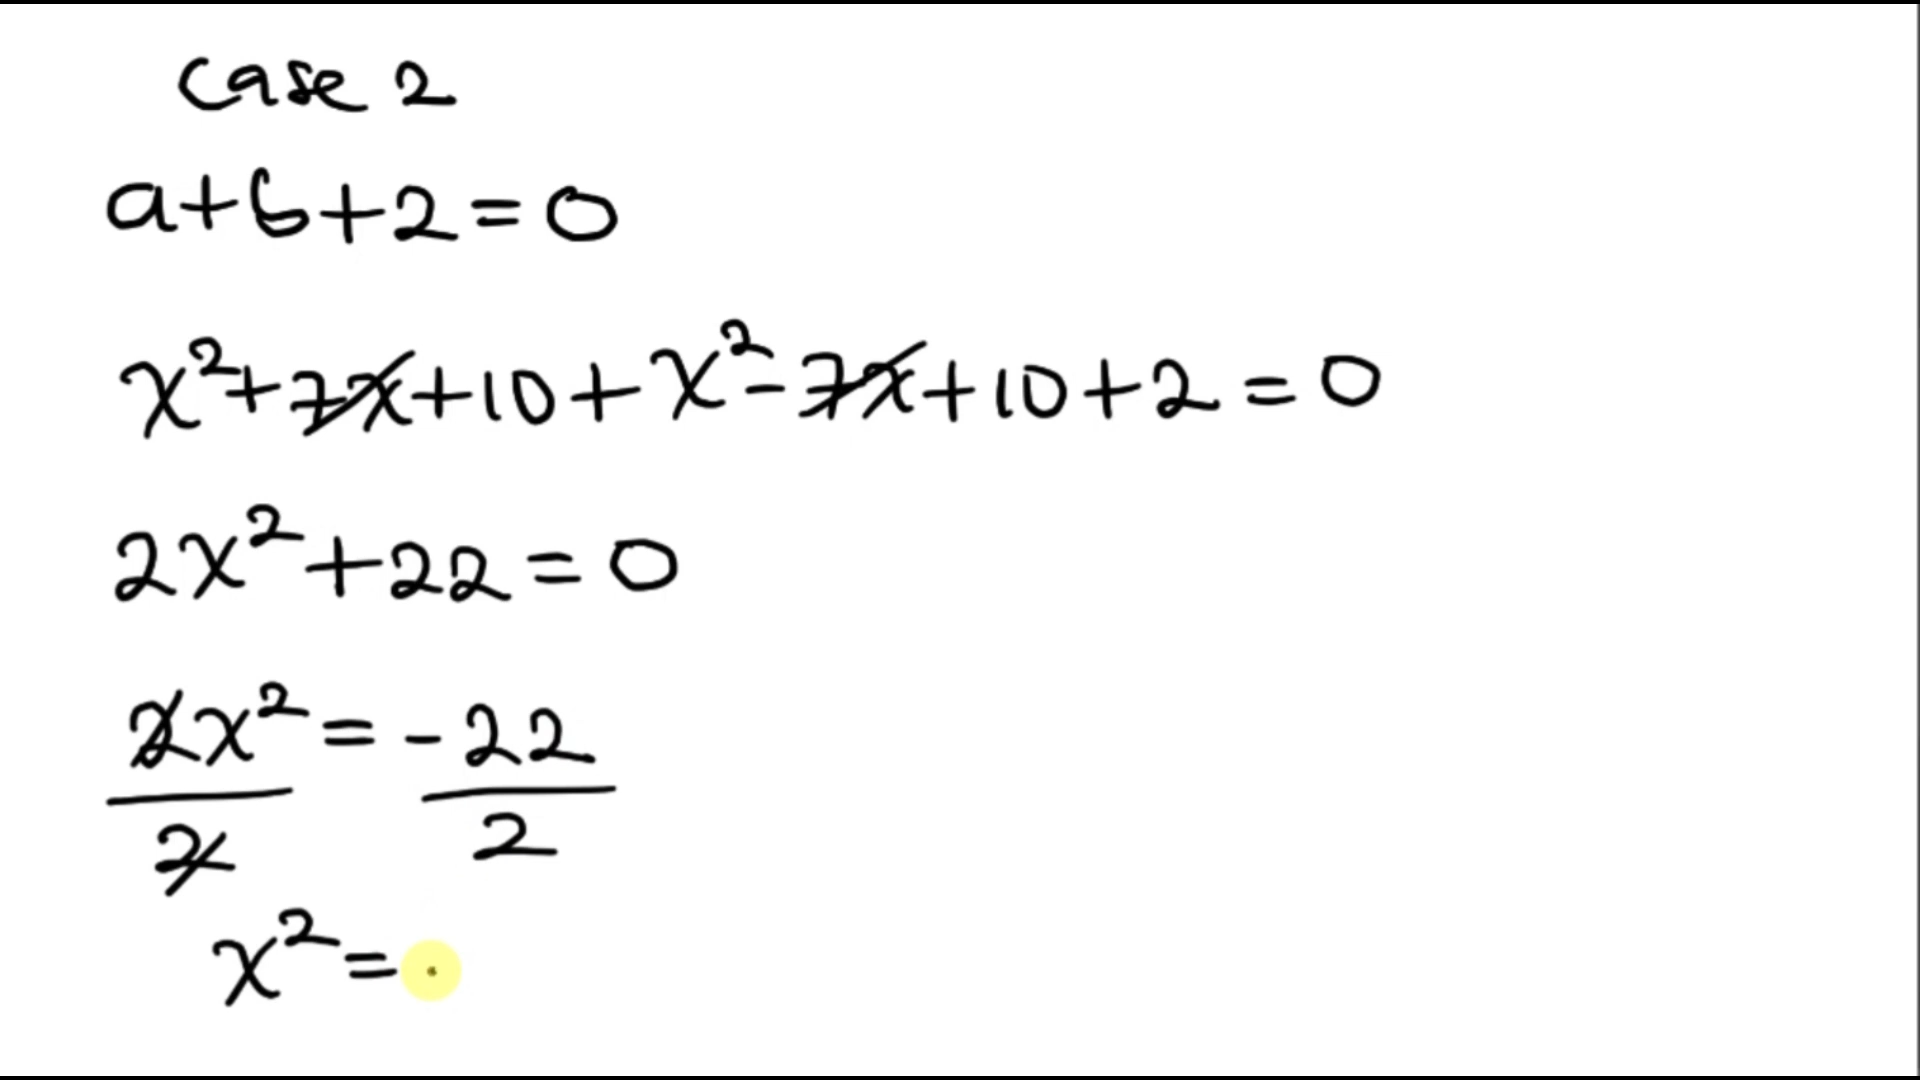 case 2
a+b+2=0
x²+7x+10+x²-7x+10+2=0
2x²+22=0
2x²/2=-22/2
x²=